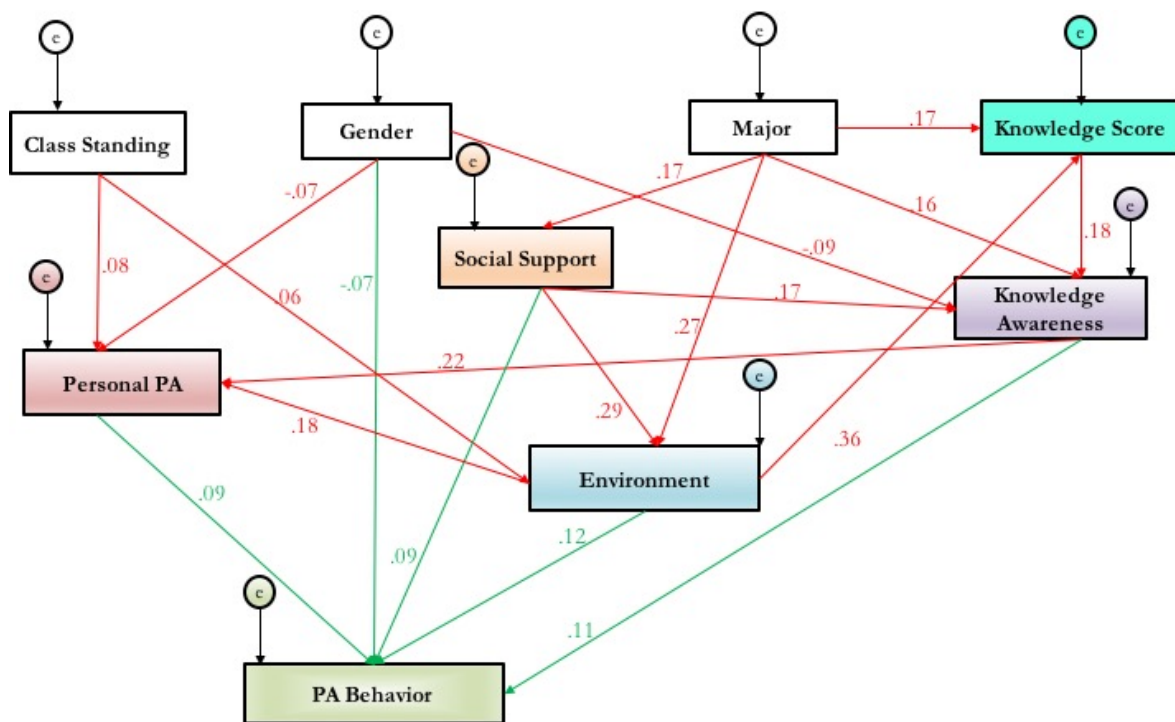 e
e
e
e
Class Standing
Gender
Major
.17
Knowledge Score
e
.17
-.07
.16
e
.18
Social Support
-.09
.08
e
.06
-.07
.17
Knowledge
Awareness
.27
.22
Personal PA
e
.29
.18
.36
Environment
.09
.12
.09
e
.11
PA Behavior